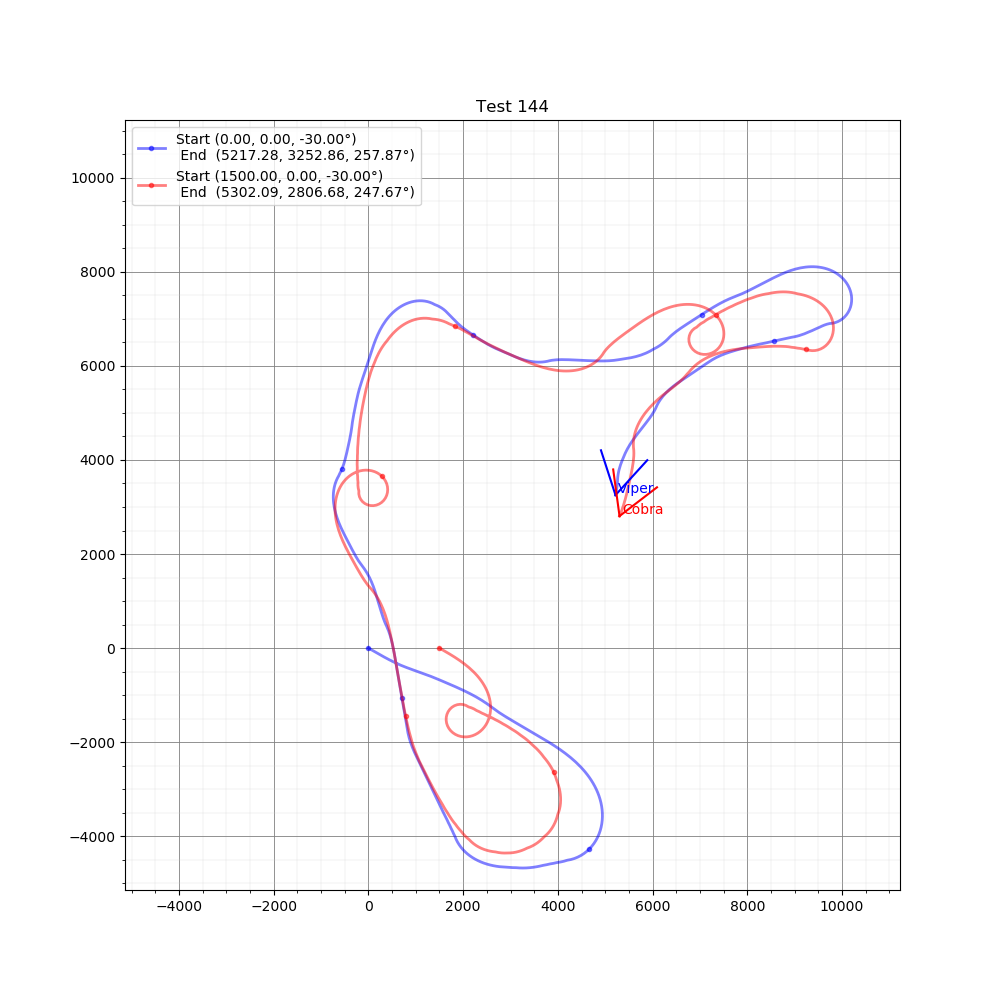 Test 144
Start (0.00, 0.00, -30.00°)
End (5217.28, 3252.86, 257.87°)
Start (1500.00, 0.00, -30.00°)
End (5302.09, 2806.68, 247.67°)
10000
8000
6000
4000
2000
0
−2000
−4000
Viper
Cobra
−4000 −2000 0 2000 4000 6000 8000 10000